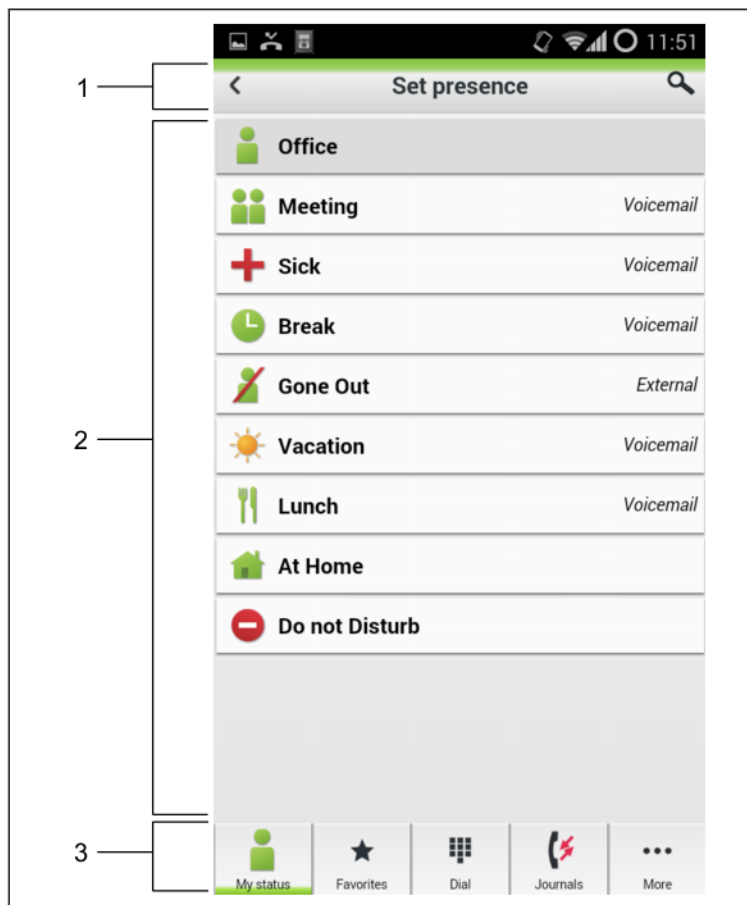 11:51
1
Set presence
Office
Meeting Voicemail
Sick Voicemail
Break Voicemail
Gone Out External
2
Vacation Voicemail
Lunch Voicemail
At Home
Do not Disturb
3
My status Favorites Dial Journals More